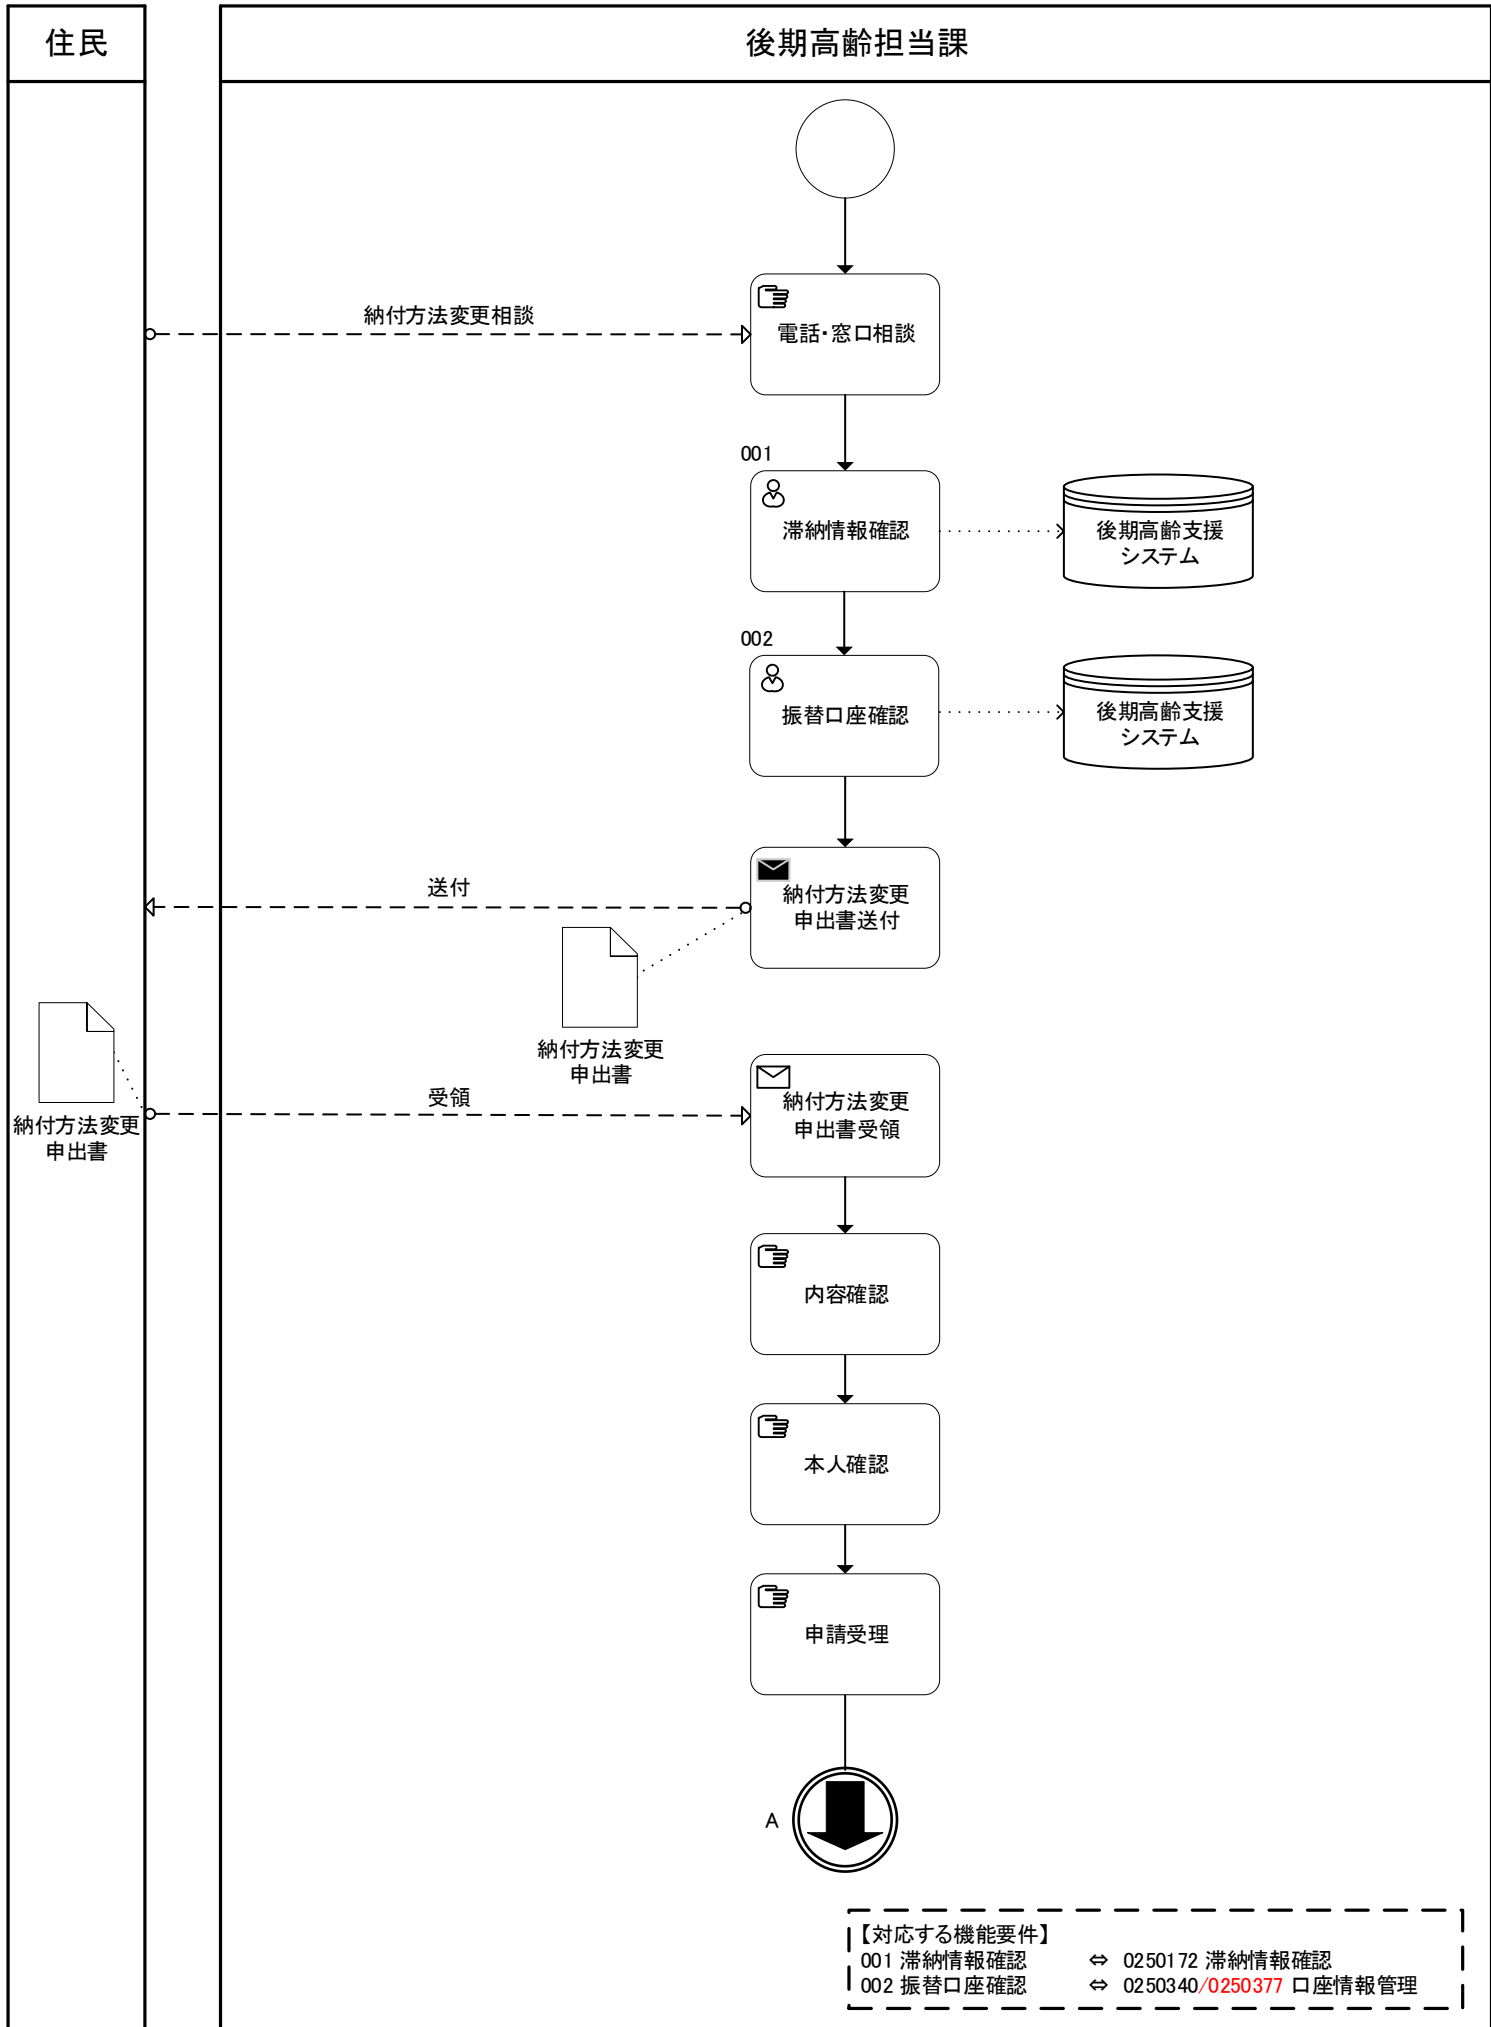 住民
後期高齢担当課
納付方法変更相談
電話・窓口相談
001
滞納情報確認
後期高齢支援
システム
002
振替口座確認
後期高齢支援
システム
送付
納付方法変更
申出書送付
納付方法変更
申出書
納付方法変更
申出書
受領
納付方法変更
申出書受領
内容確認
本人確認
申請受理
A
【対応する機能要件】
001 滞納情報確認 ⇔ 0250172 滞納情報確認
002 振替口座確認 ⇔ 0250340/0250377 口座情報管理